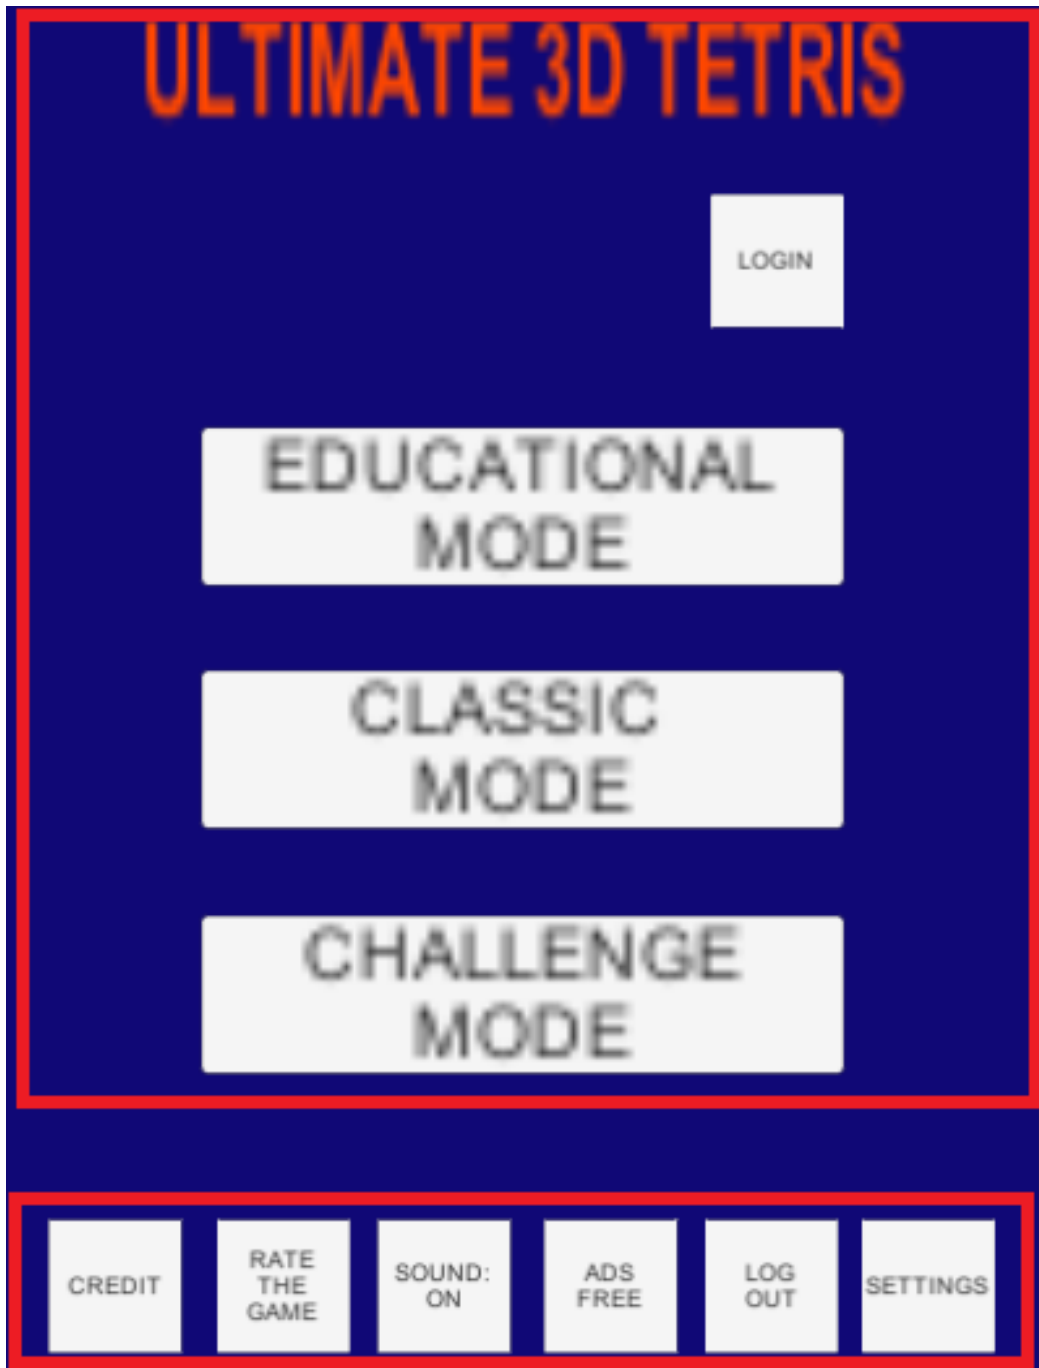 ULTIMATE 3D TETRIS
LOGIN
EDUCATIONAL
MODE
CLASSIC
MODE
CHALLENGE
MODE
CREDIT
RATE
THE
GAME
SOUND:
ON
ADS
FREE
LOG
OUT
SETTINGS